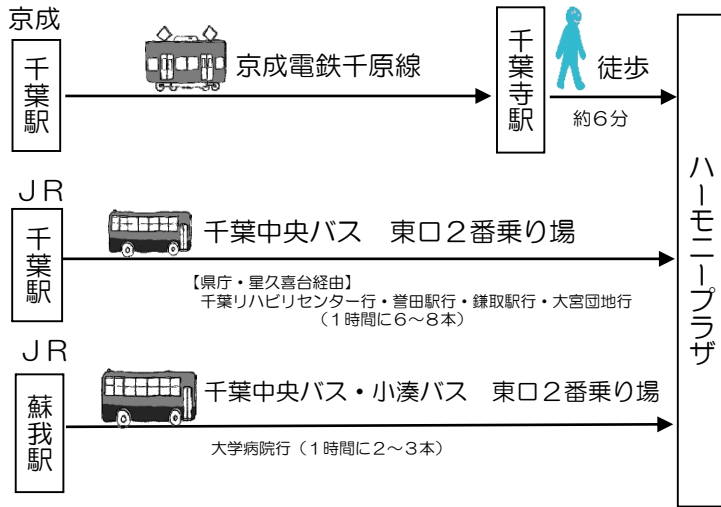 京成
千葉駅
京成電鉄千原線
千葉寺駅
徒歩
約６分
ＪＲ
千葉駅
千葉中央バス　東口２番乗り場
【県庁・星久喜台経由】
千葉リハビリセンター行・誉田駅行・鎌取駅行・大宮団地行
（１時間に６～８本）
ＪＲ
蘇我駅
千葉中央バス・小湊バス　東口２番乗り場
大学病院行（１時間に２～３本）
ハーモニープラザ